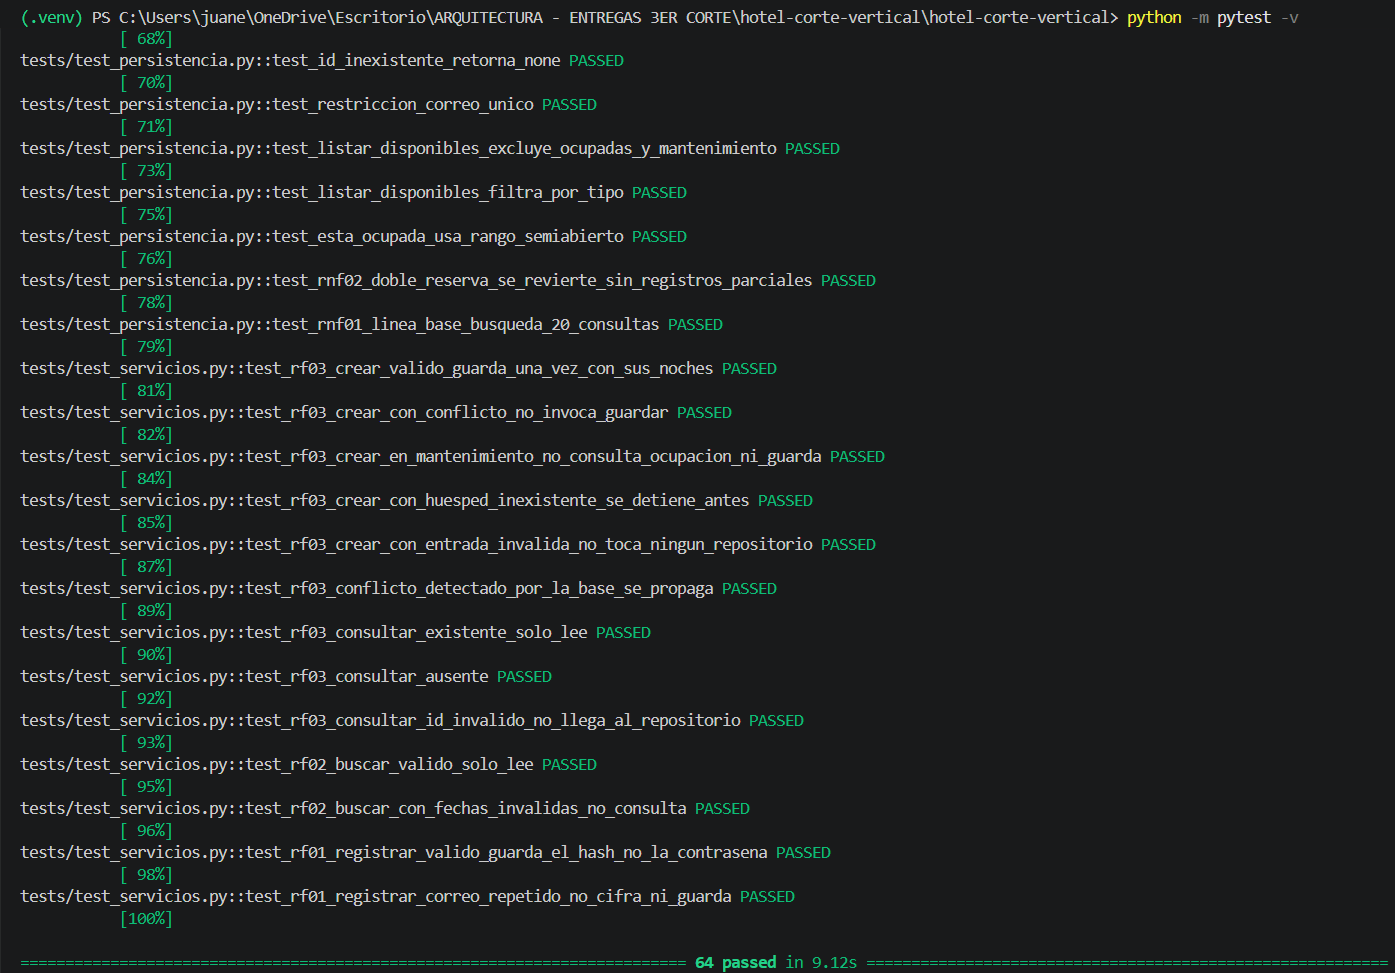 (.venv) PS C:\Users\juane\OneDrive\Escritorio\ARQUITECTURA - ENTREGAS 3ER CORTE\hotel-corte-vertical\hotel-corte-vertical> python -m pytest -v
[ 68%]
tests/test_persistencia.py::test_id_inexistente_retorna_none PASSED
[ 70%]
tests/test_persistencia.py::test_restriccion_correo_unico PASSED
[ 71%]
tests/test_persistencia.py::test_listar_disponibles_excluye_ocupadas_y_mantenimiento PASSED
[ 73%]
tests/test_persistencia.py::test_listar_disponibles_filtra_por_tipo PASSED
[ 75%]
tests/test_persistencia.py::test_esta_ocupada_usa_rango_semiabierto PASSED
[ 76%]
tests/test_persistencia.py::test_rnf02_doble_reserva_se_revierte_sin_registros_parciales PASSED
[ 78%]
tests/test_persistencia.py::test_rnf01_linea_base_busqueda_20_consultas PASSED
[ 79%]
tests/test_servicios.py::test_rf03_crear_valido_guarda_una_vez_con_sus_noches PASSED
[ 81%]
tests/test_servicios.py::test_rf03_crear_con_conflicto_no_invoca_guardar PASSED
[ 82%]
tests/test_servicios.py::test_rf03_crear_en_mantenimiento_no_consulta_ocupacion_ni_guarda PASSED
[ 84%]
tests/test_servicios.py::test_rf03_crear_con_huesped_inexistente_se_detiene_antes PASSED
[ 85%]
tests/test_servicios.py::test_rf03_crear_con_entrada_invalida_no_toca_ningun_repositorio PASSED
[ 87%]
tests/test_servicios.py::test_rf03_conflicto_detectado_por_la_base_se_propaga PASSED
[ 89%]
tests/test_servicios.py::test_rf03_consultar_existente_solo_lee PASSED
[ 90%]
tests/test_servicios.py::test_rf03_consultar_ausente PASSED
[ 92%]
tests/test_servicios.py::test_rf03_consultar_id_invalido_no_llega_al_repositorio PASSED
[ 93%]
tests/test_servicios.py::test_rf02_buscar_valido_solo_lee PASSED
[ 95%]
tests/test_servicios.py::test_rf02_buscar_con_fechas_invalidas_no_consulta PASSED
[ 96%]
tests/test_servicios.py::test_rf01_registrar_valido_guarda_el_hash_no_la_contrasena PASSED
[ 98%]
tests/test_servicios.py::test_rf01_registrar_correo_repetido_no_cifra_ni_guarda PASSED
[100%]
========================================================================== 64 passed in 9.12s ==========================================================